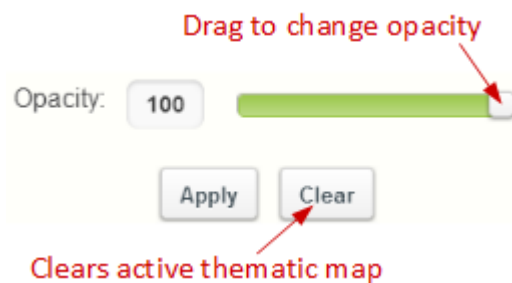 Drag to change opacity
Opacity: 100
Apply Clear
Clears active thematic map